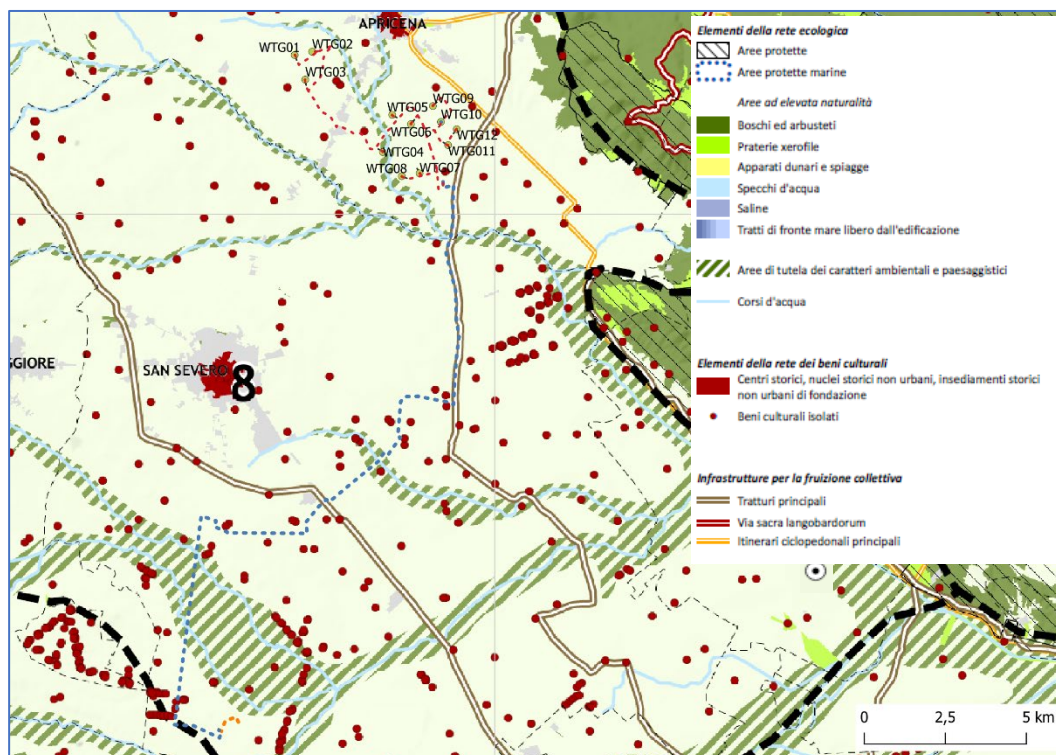 APRICENA
WTG01
WTG02
WTG03
WTG09
WTG05
WTG10
WTG06
WTG12
WTG04
WTG011
WTG08
WTG07
GGIORE
SAN SEVERO
8
Elementi della rete ecologica
Aree protette
Aree protette marine
Aree ad elevata naturalità
Boschi ed arbusteti
Praterie xerofile
Apparati dunari e spiagge
Specchi d'acqua
Saline
Tratti di fronte mare libero dall'edificazione
Aree di tutela dei caratteri ambientali e paesaggistici
Corsi d'acqua
Elementi della rete dei beni culturali
Centri storici, nuclei storici non urbani, insediamenti storici
non urbani di fondazione
Beni culturali isolati
Infrastrutture per la fruizione collettiva
Tratturi principali
Via sacra langobardorum
Itinerari ciclopedonali principali
0 2,5 5 km